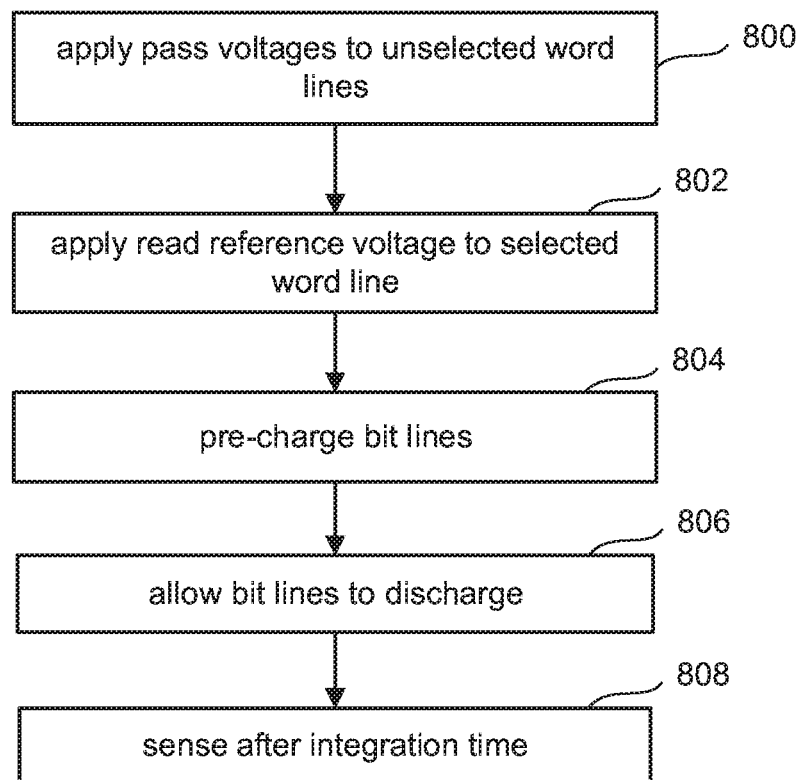 apply pass voltages to unselected word
lines
800
apply read reference voltage to selected
word line
802
pre-charge bit lines
804
allow bit lines to discharge
806
sense after integration time
808